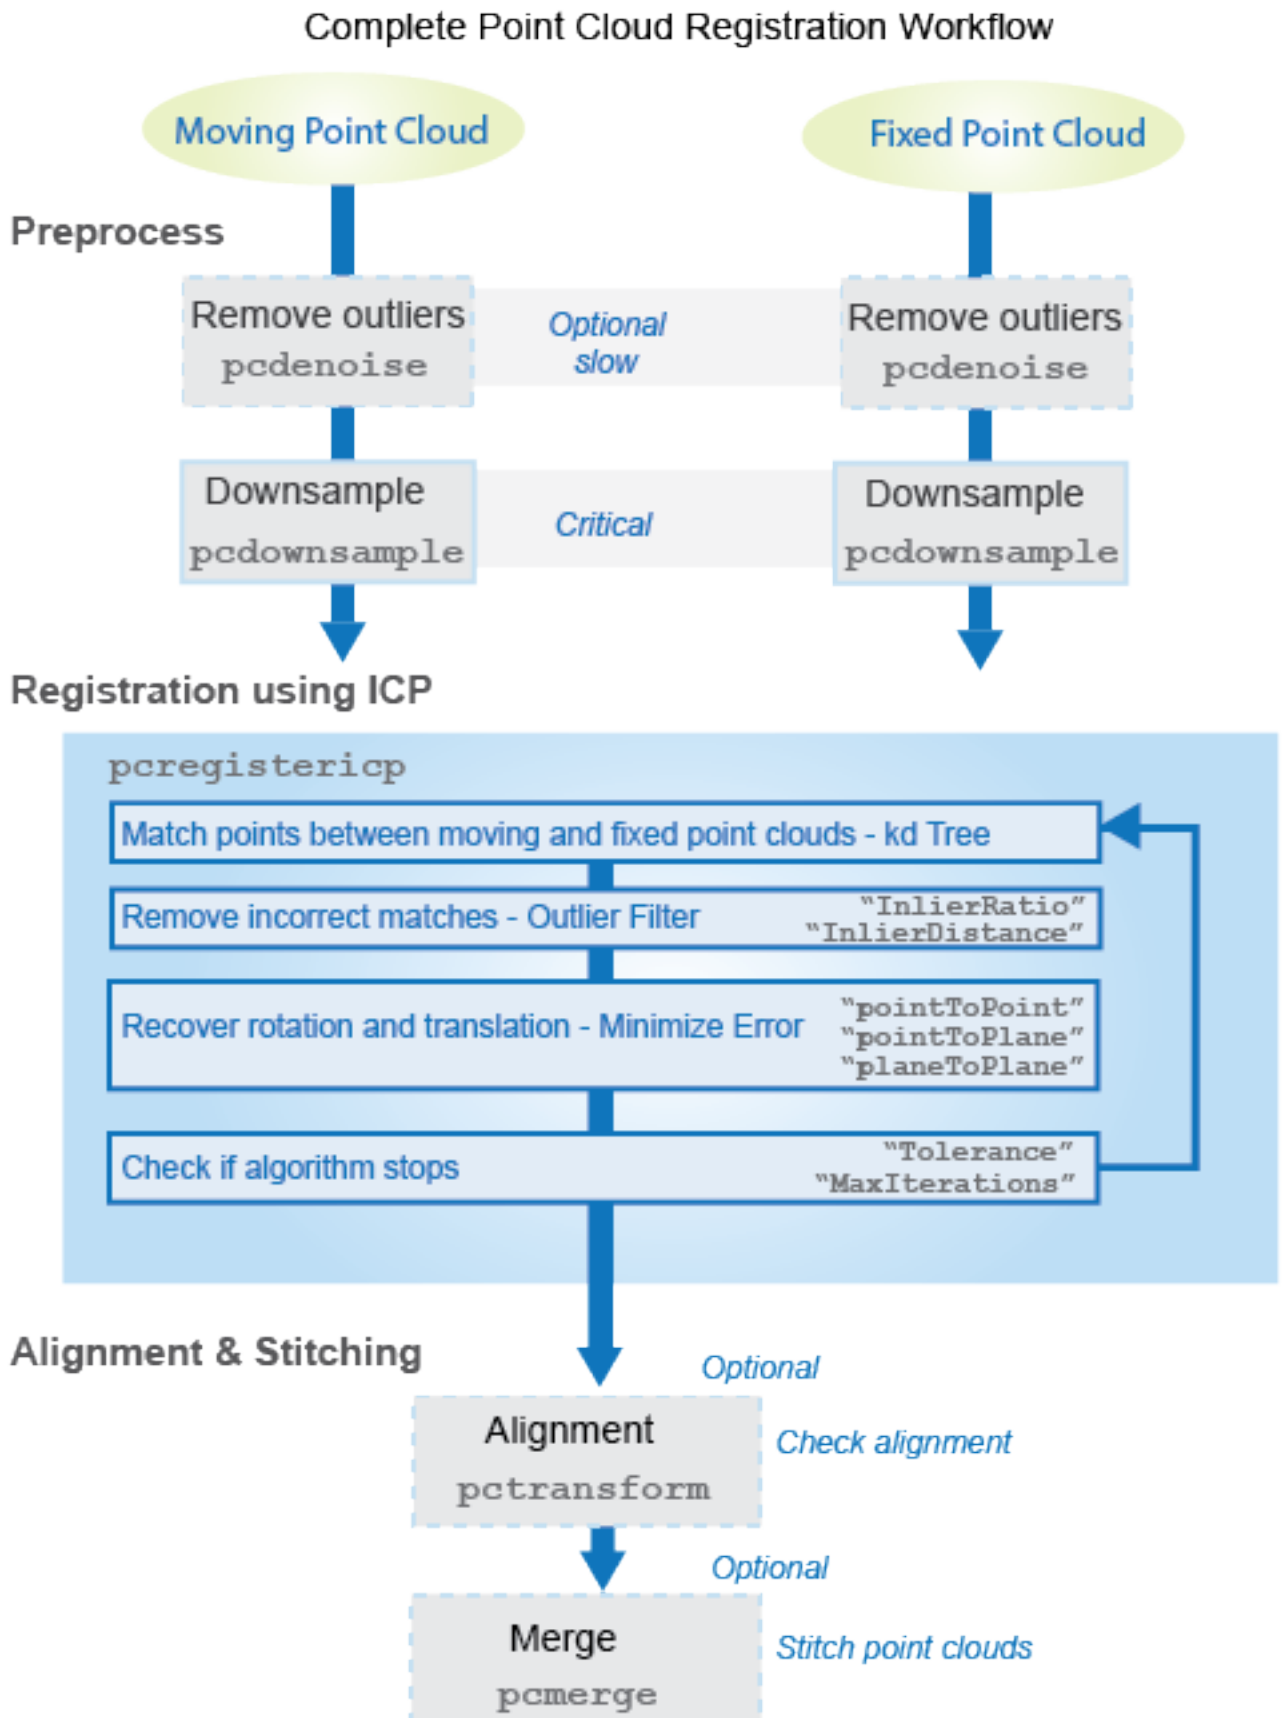 Complete Point Cloud Registration Workflow
Moving Point Cloud
Fixed Point Cloud
Preprocess
Remove outliers
pcdenoise
Optional
slow
Remove outliers
pcdenoise
Downsample
pcdownsample
Critical
Downsample
pcdownsample
Registration using ICP
pcregistericp
Match points between moving and fixed point clouds - kd Tree
Remove incorrect matches - Outlier Filter
“InlierRatio”
“InlierDistance”
Recover rotation and translation - Minimize Error
“pointToPoint”
“pointToPlane”
“planeToPlane”
Check if algorithm stops
“Tolerance”
“MaxIterations”
Alignment & Stitching
Optional
Alignment
pctransform
Check alignment
Optional
Merge
pcmerge
Stitch point clouds